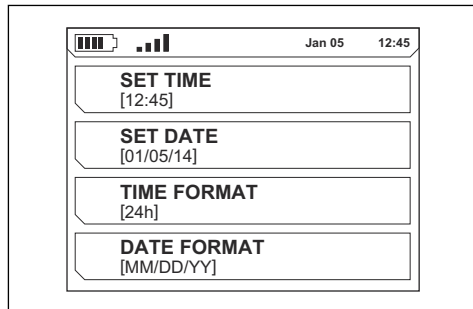 Jan 05 12:45
SET TIME
[12:45]
SET DATE
[01/05/14]
TIME FORMAT
[24h]
DATE FORMAT
[MM/DD/YY]